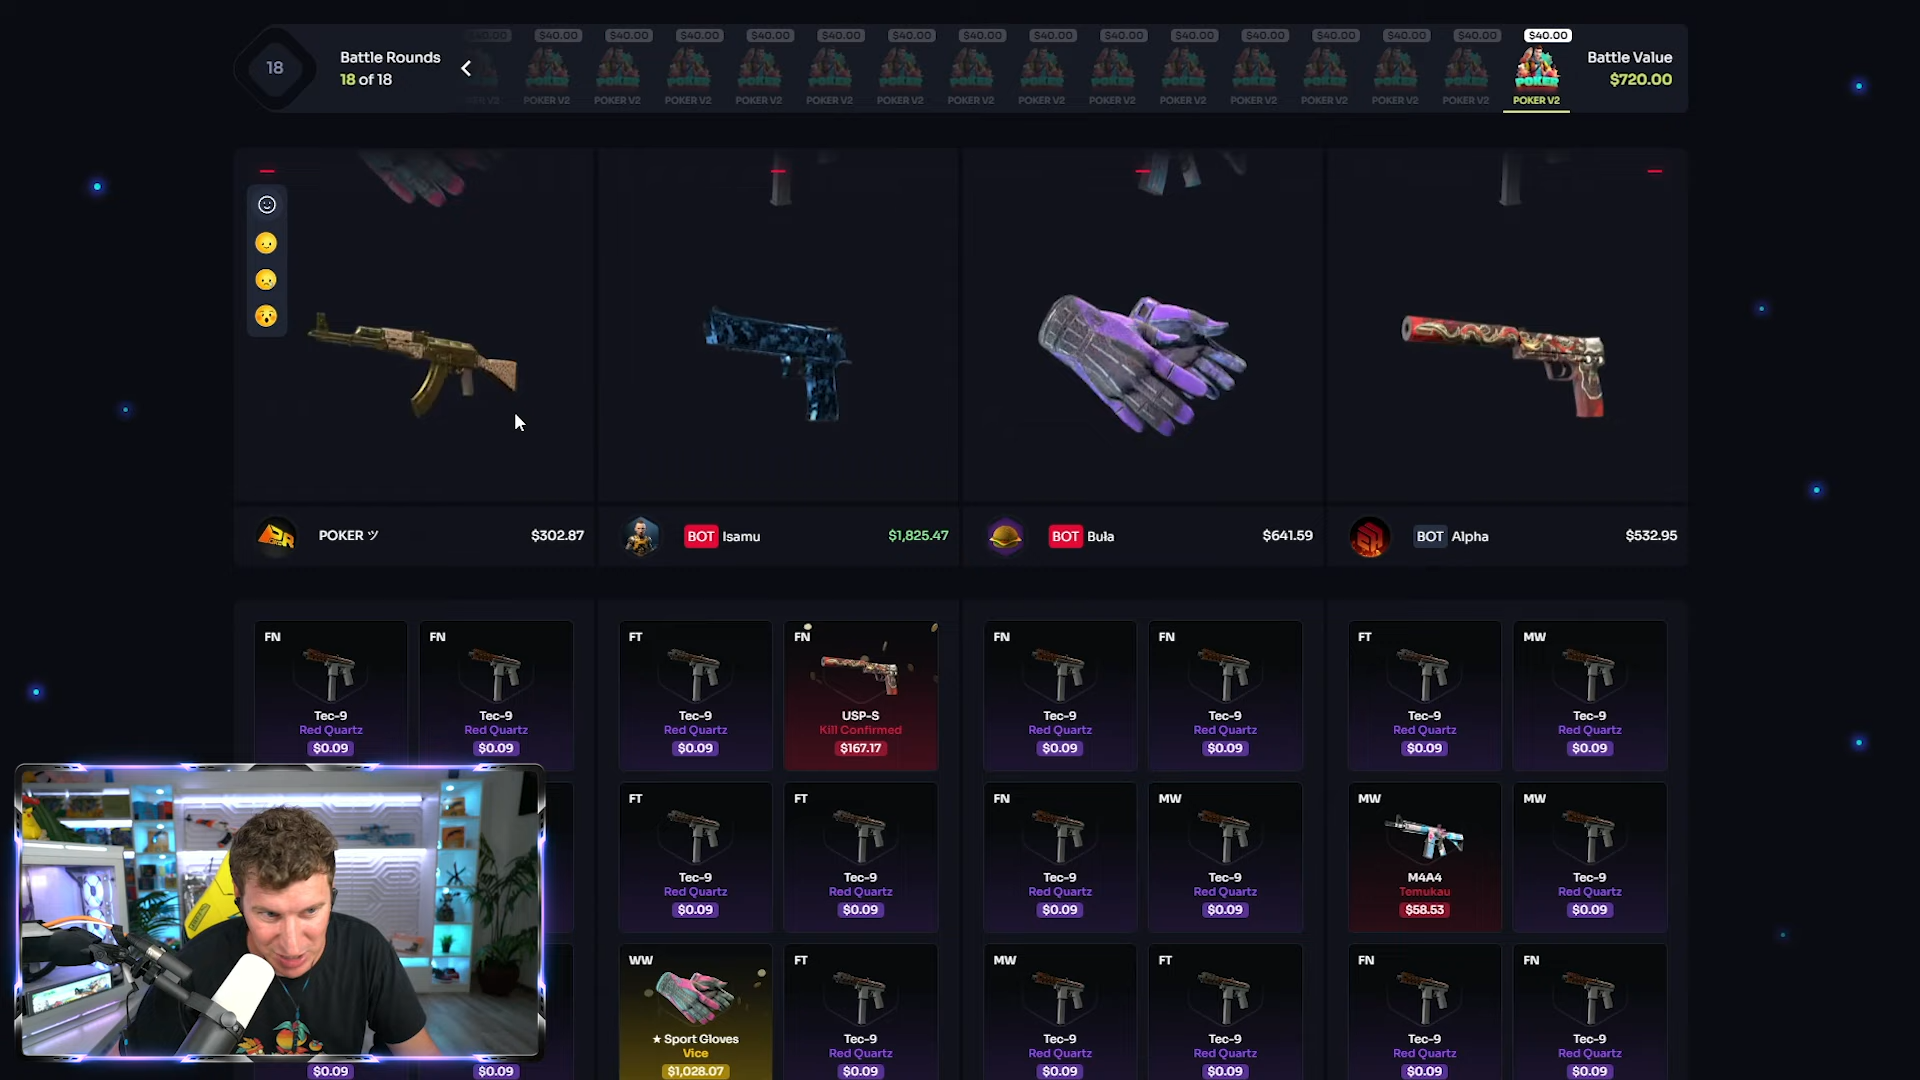 18
Battle Rounds
18 of 18
$40.00 $40.00 $40.00 $40.00 $40.00 $40.00 $40.00 $40.00 $40.00 $40.00 $40.00 $40.00 $40.00 $40.00 $40.00
POKER V2 POKER V2 POKER V2 POKER V2 POKER V2 POKER V2 POKER V2 POKER V2 POKER V2 POKER V2 POKER V2 POKER V2 POKER V2 POKER V2 POKER V2
Battle Value
$720.00
POKER ツ $302.87
BOT Isamu $1,825.47
BOT Buła $641.59
BOT Alpha $532.95
FN FN FT FN FN FN FT MW
Tec-9 Tec-9 Tec-9 USP-S Tec-9 Tec-9 Tec-9 Tec-9
Red Quartz Red Quartz Red Quartz Kill Confirmed Red Quartz Red Quartz Red Quartz Red Quartz
$0.09 $0.09 $0.09 $167.17 $0.09 $0.09 $0.09 $0.09
FT FT FN MW MW MW
Tec-9 Tec-9 Tec-9 Tec-9 M4A4 Tec-9
Red Quartz Red Quartz Red Quartz Red Quartz Temukau Red Quartz
$0.09 $0.09 $0.09 $0.09 $58.53 $0.09
WW FT MW FT FN FN
★ Sport Gloves Tec-9 Tec-9 Tec-9 Tec-9 Tec-9
Vice Red Quartz Red Quartz Red Quartz Red Quartz Red Quartz
$0.09 $0.09 $1,028.07 $0.09 $0.09 $0.09 $0.09 $0.09